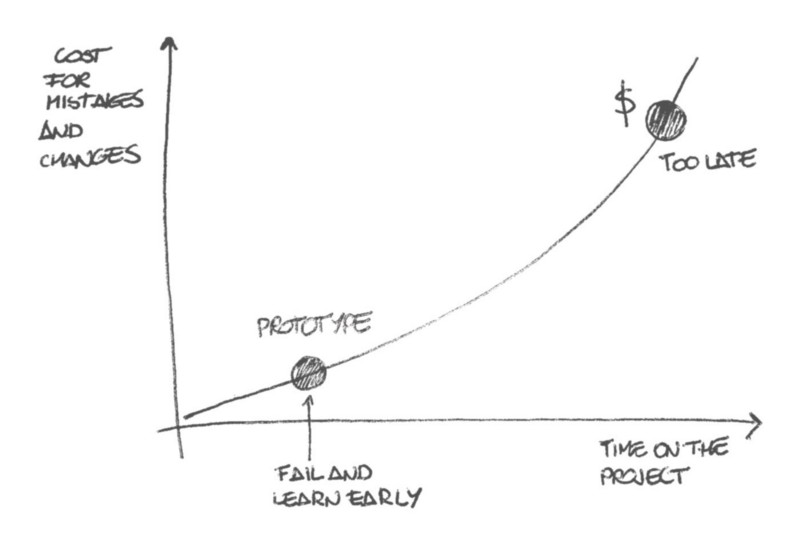 COST
FOR
MISTAKES
AND
CHANGES
$
TOO LATE
PROTOTYPE
FAIL AND
LEARN EARLY
TIME ON THE
PROJECT